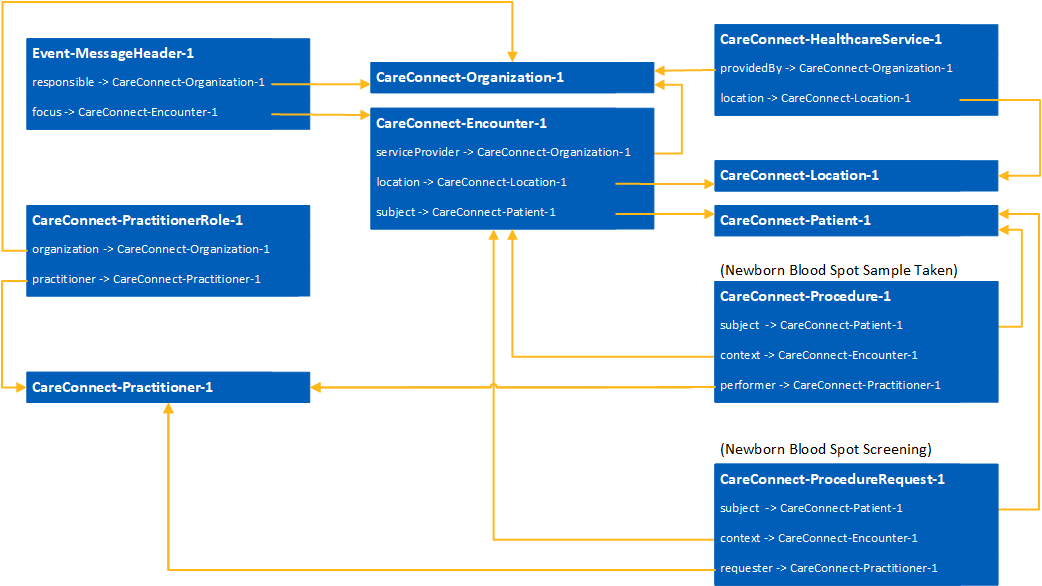 Event-MessageHeader-1
responsible -> CareConnect-Organization-1
focus -> CareConnect-Encounter-1
CareConnect-Organization-1
CareConnect-Encounter-1
serviceProvider -> CareConnect-Organization-1
location -> CareConnect-Location-1
subject -> CareConnect-Patient-1
CareConnect-HealthcareService-1
providedBy -> CareConnect-Organization-1
location -> CareConnect-Location-1
CareConnect-Location-1
CareConnect-Patient-1
CareConnect-PractitionerRole-1
organization -> CareConnect-Organization-1
practitioner -> CareConnect-Practitioner-1
(Newborn Blood Spot Sample Taken)
CareConnect-Procedure-1
subject -> CareConnect-Patient-1
context -> CareConnect-Encounter-1
performer -> CareConnect-Practitioner-1
CareConnect-Practitioner-1
(Newborn Blood Spot Screening)
CareConnect-ProcedureRequest-1
subject -> CareConnect-Patient-1
context -> CareConnect-Encounter-1
requester -> CareConnect-Practitioner-1